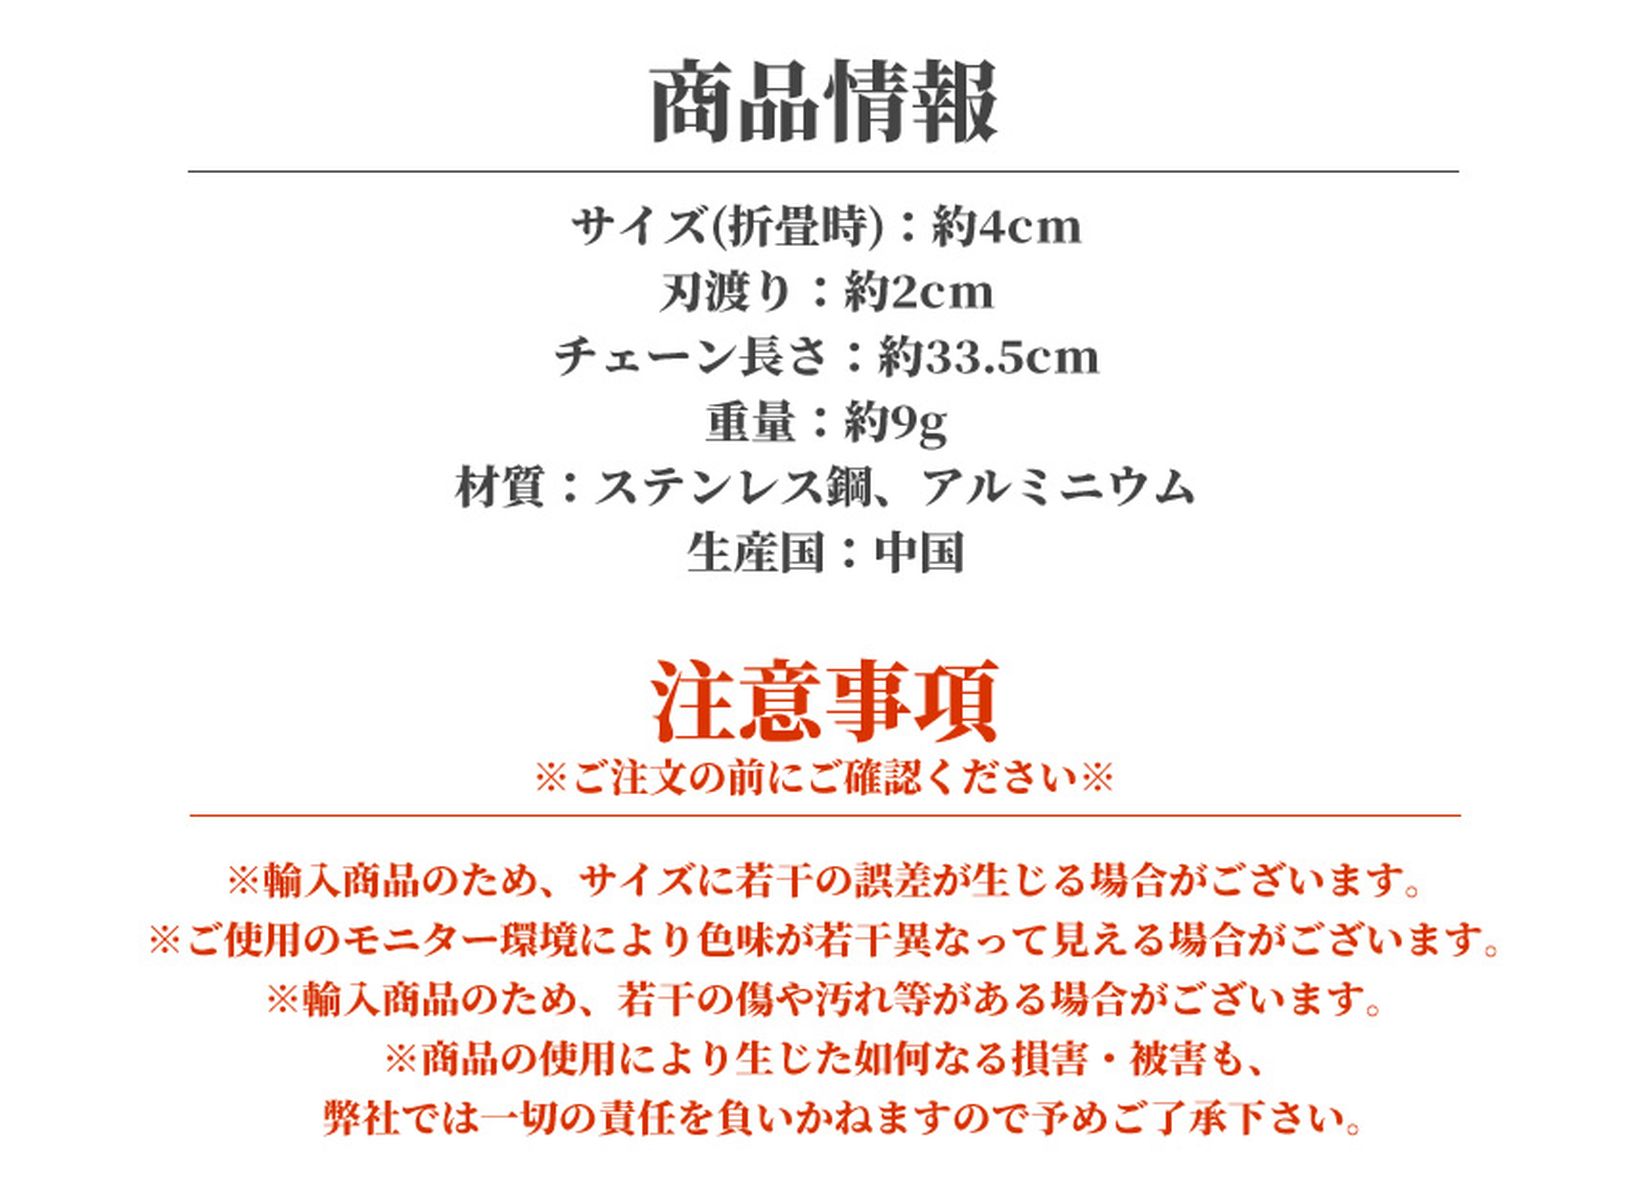 商品情報
サイズ(折畳時)：約4cm
刃渡り：約2cm
チェーン長さ：約33.5cm
重量：約9g
材質：ステンレス鋼、アルミニウム
生産国：中国
注意事項
※ご注文の前にご確認ください※
※輸入商品のため、サイズに若干の誤差が生じる場合がございます。
※ご使用のモニター環境により色味が若干異なって見える場合がございます。
※輸入商品のため、若干の傷や汚れ等がある場合がございます。
※商品の使用により生じた如何なる損害・被害も、
弊社では一切の責任を負いかねますので予めご了承下さい。